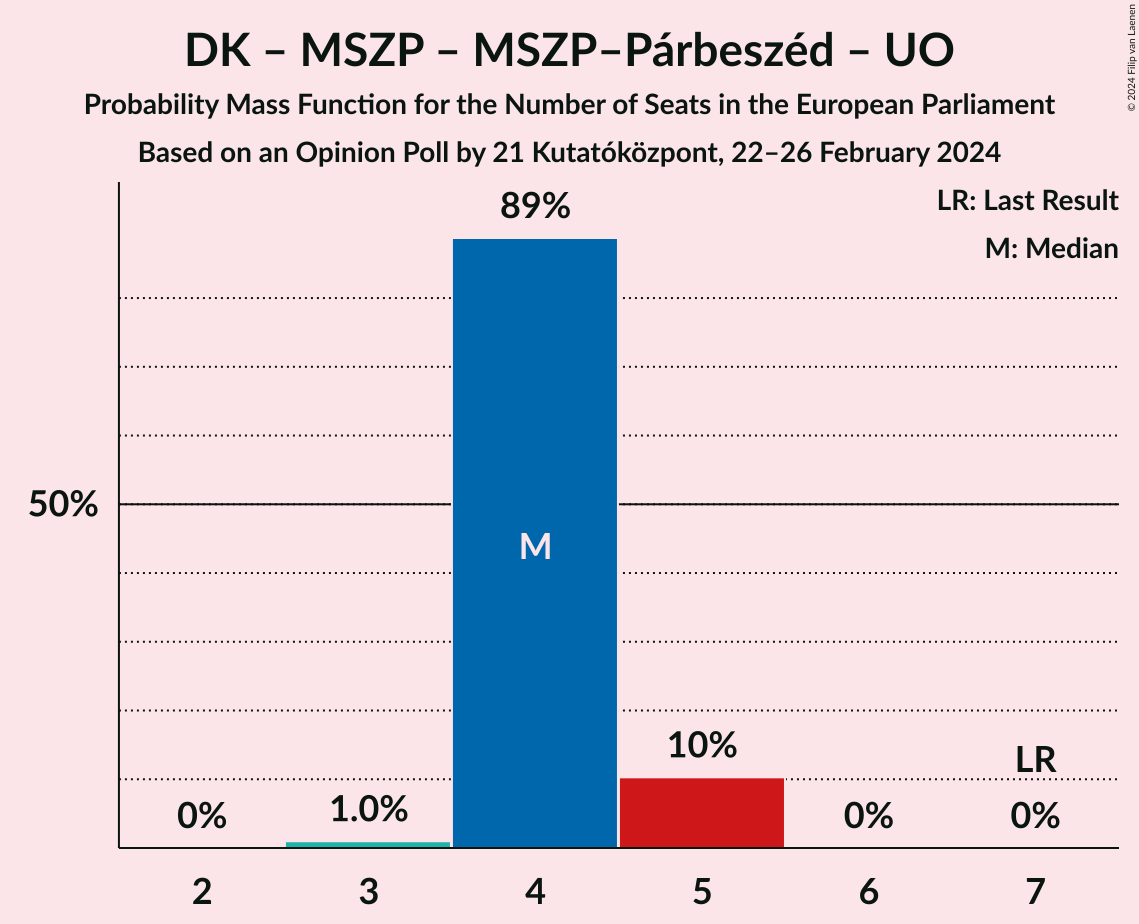 DK – MSZP – MSZP–Párbeszéd – UO
Probability Mass Function for the Number of Seats in the European Parliament
Based on an Opinion Poll by 21 Kutatóközpont, 22–26 February 2024
© 2024 Filip van Laenen
LR: Last Result
M: Median
89%
50%
M
10%
LR
0%
1.0%
0%
0%
2
3
4
5
6
7